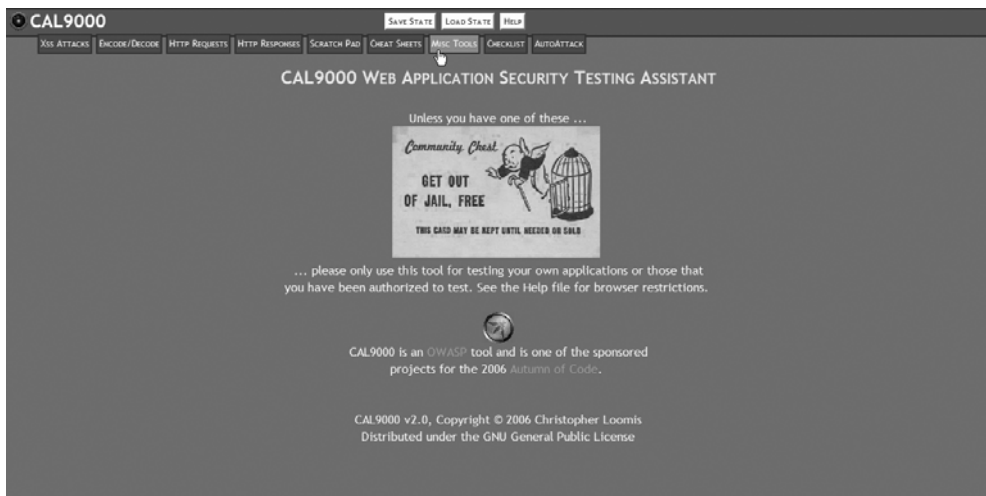 CAL9000
SAVE STATE LOAD STATE HELP
XSS ATTACKS ENCODE/DECODE HTTP REQUESTS HTTP RESPONSES SCRATCH PAD CHEAT SHEETS MISC TOOLS CHECKLIST AUTOATTACK
CAL9000 WEB APPLICATION SECURITY TESTING ASSISTANT
Unless you have one of these ...
Community Chest
GET OUT
OF JAIL, FREE
THIS CARD MAY BE KEPT UNTIL NEEDED OR SOLD
... please only use this tool for testing your own applications or those that
you have been authorized to test. See the Help file for browser restrictions.
CAL9000 is an OWASP tool and is one of the sponsored
projects for the 2006 Autumn of Code.
CAL9000 v2.0, Copyright © 2006 Christopher Loomis
Distributed under the GNU General Public License